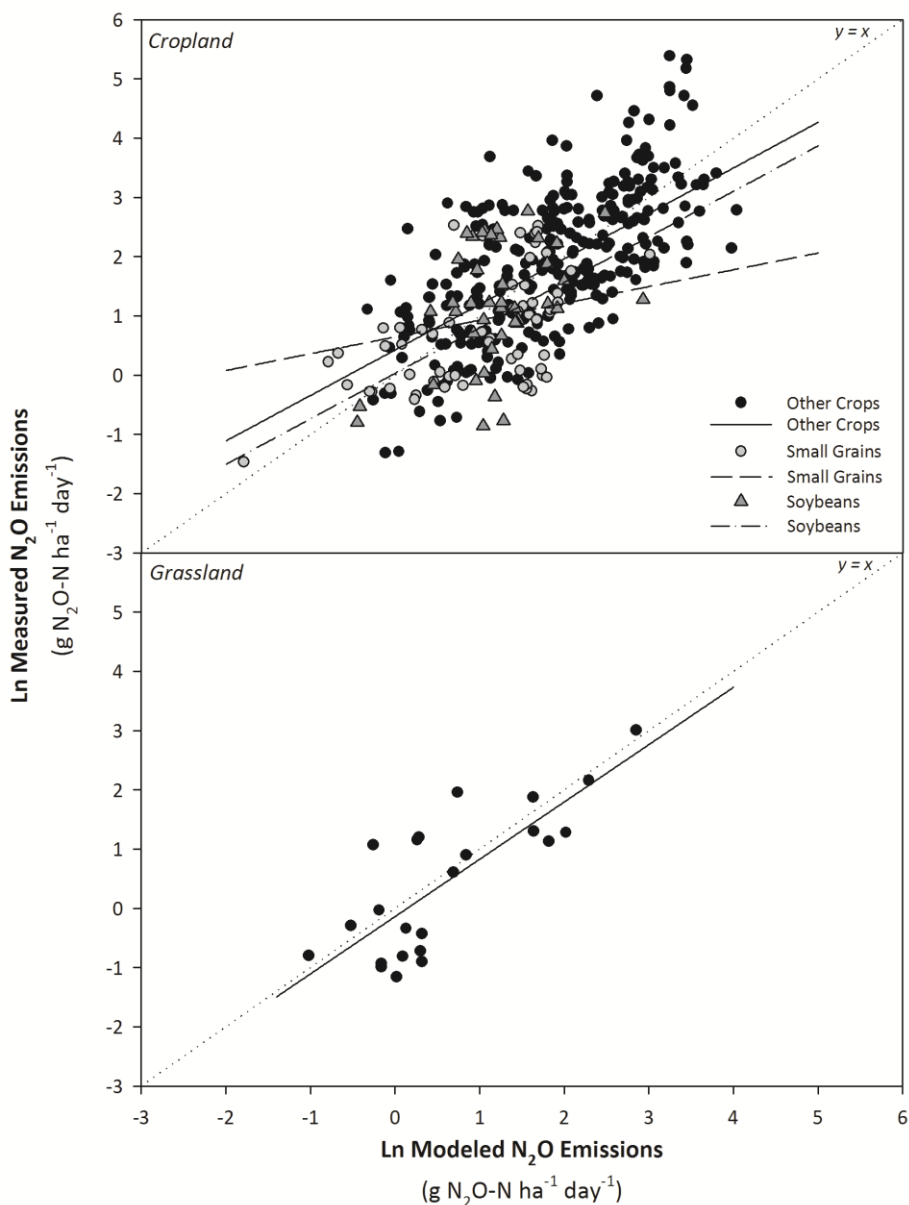 Cropland
y = x
6
5
4
3
2
1
0
-1
-2
-3
Other Crops
Other Crops
Small Grains
Small Grains
Soybeans
Soybeans
Ln Measured N₂O Emissions
(g N₂O-N ha⁻¹ day⁻¹)
Grassland
y = x
5
4
3
2
1
0
-1
-2
-3
-3 -2 -1 0 1 2 3 4 5 6
Ln Modeled N₂O Emissions
(g N₂O-N ha⁻¹ day⁻¹)